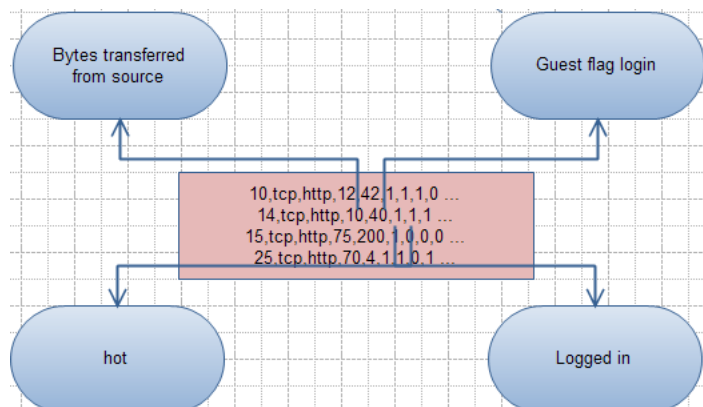 Bytes transferred
from source
Guest flag login
10,tcp,http,12,42,1,1,1,0 ...
14,tcp,http,10,40,1,1,1 ...
15,tcp,http,75,200,1,0,0,0 ...
25,tcp,http,70,4,1,1,0,1 ...
hot
Logged in